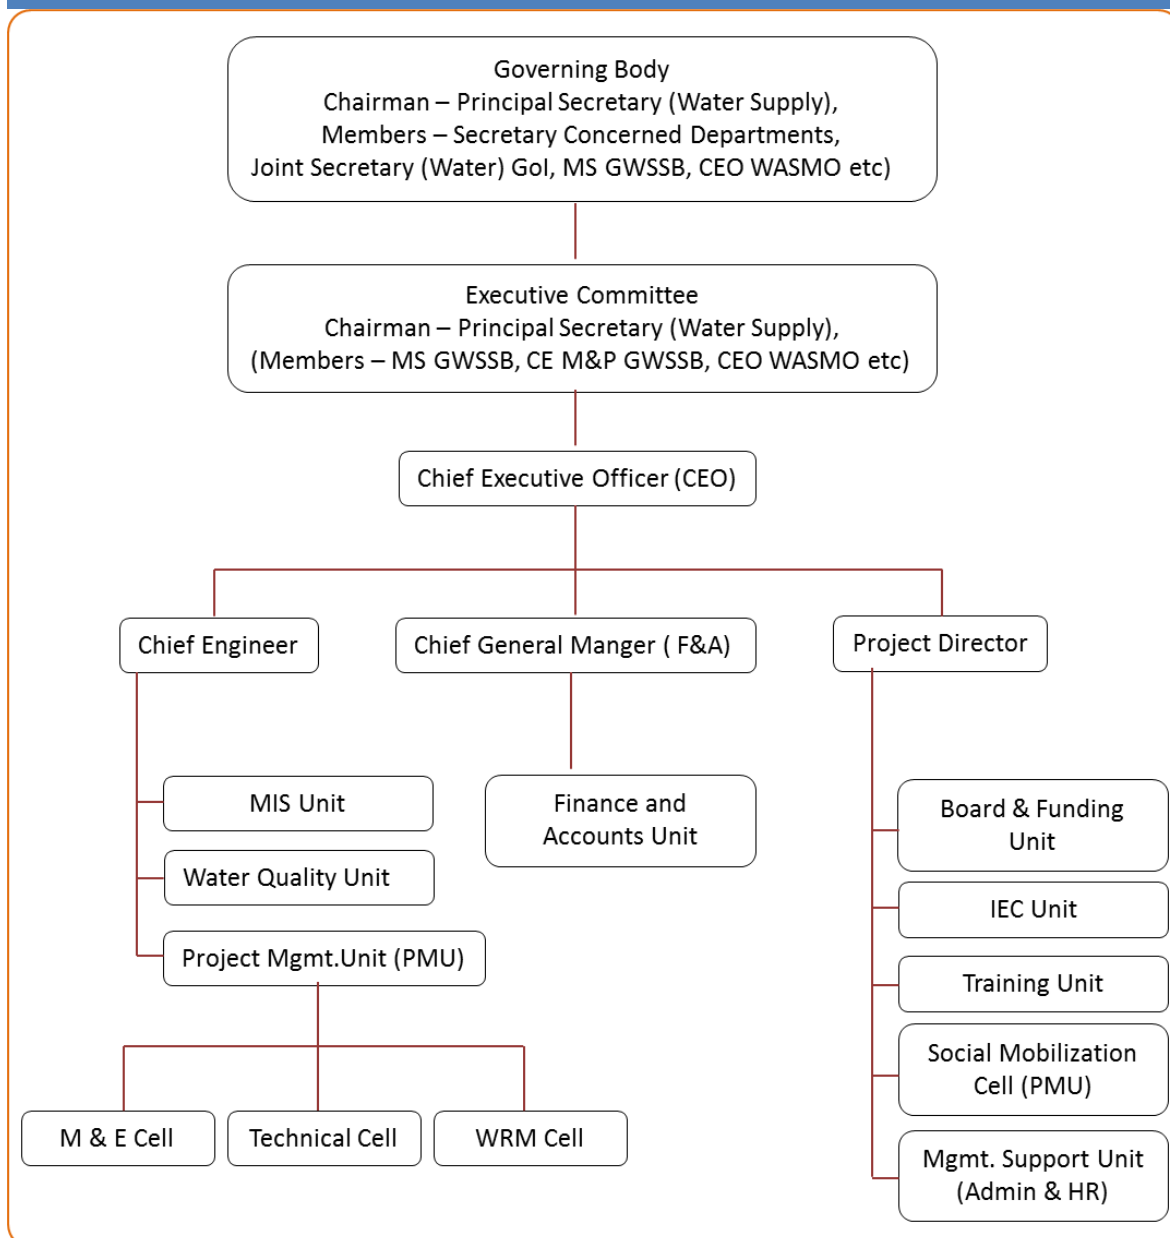 Governing Body
Chairman – Principal Secretary (Water Supply),
Members – Secretary Concerned Departments,
Joint Secretary (Water) GoI, MS GWSSB, CEO WASMO etc)
Executive Committee
Chairman – Principal Secretary (Water Supply),
(Members – MS GWSSB, CE M&P GWSSB, CEO WASMO etc)
Chief Executive Officer (CEO)
Chief Engineer
Chief General Manger ( F&A)
Project Director
MIS Unit
Water Quality Unit
Project Mgmt.Unit (PMU)
M & E Cell
Technical Cell
WRM Cell
Finance and
Accounts Unit
Board & Funding
Unit
IEC Unit
Training Unit
Social Mobilization
Cell (PMU)
Mgmt. Support Unit
(Admin & HR)